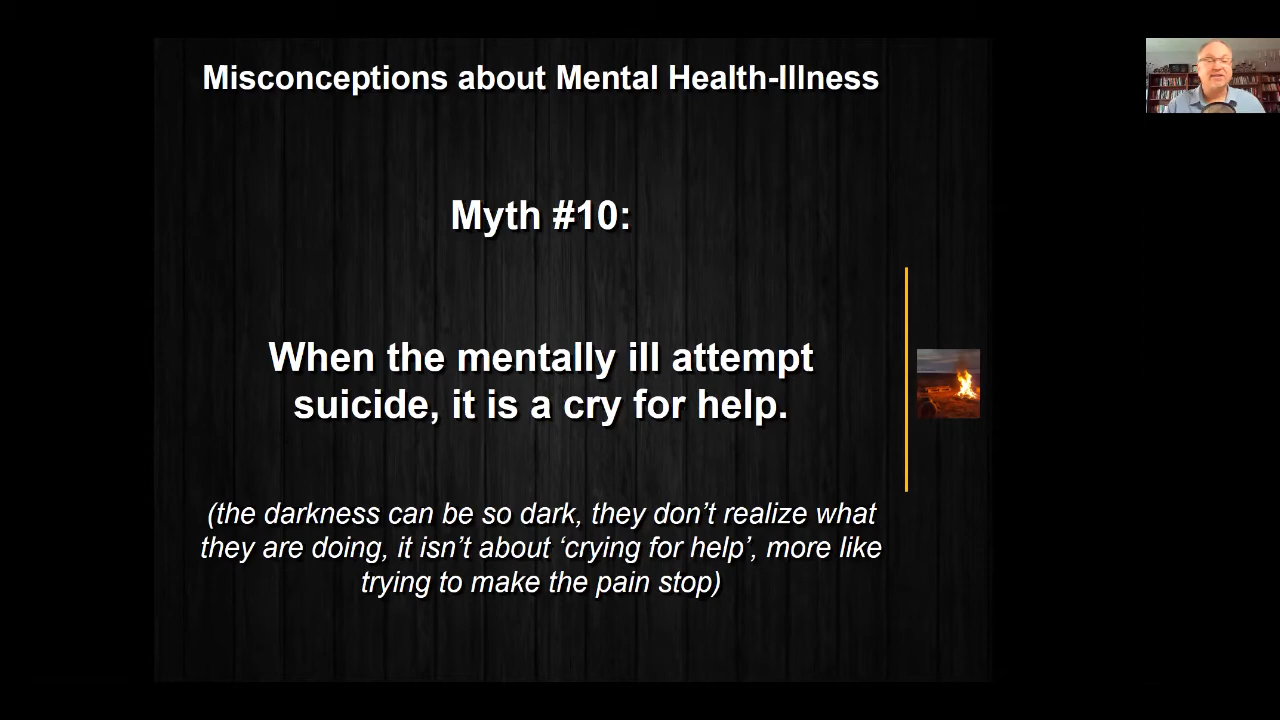 Misconceptions about Mental Health-Illness
Myth #10:
When the mentally ill attempt
suicide, it is a cry for help.
(the darkness can be so dark, they don’t realize what
they are doing, it isn’t about ‘crying for help’, more like
trying to make the pain stop)